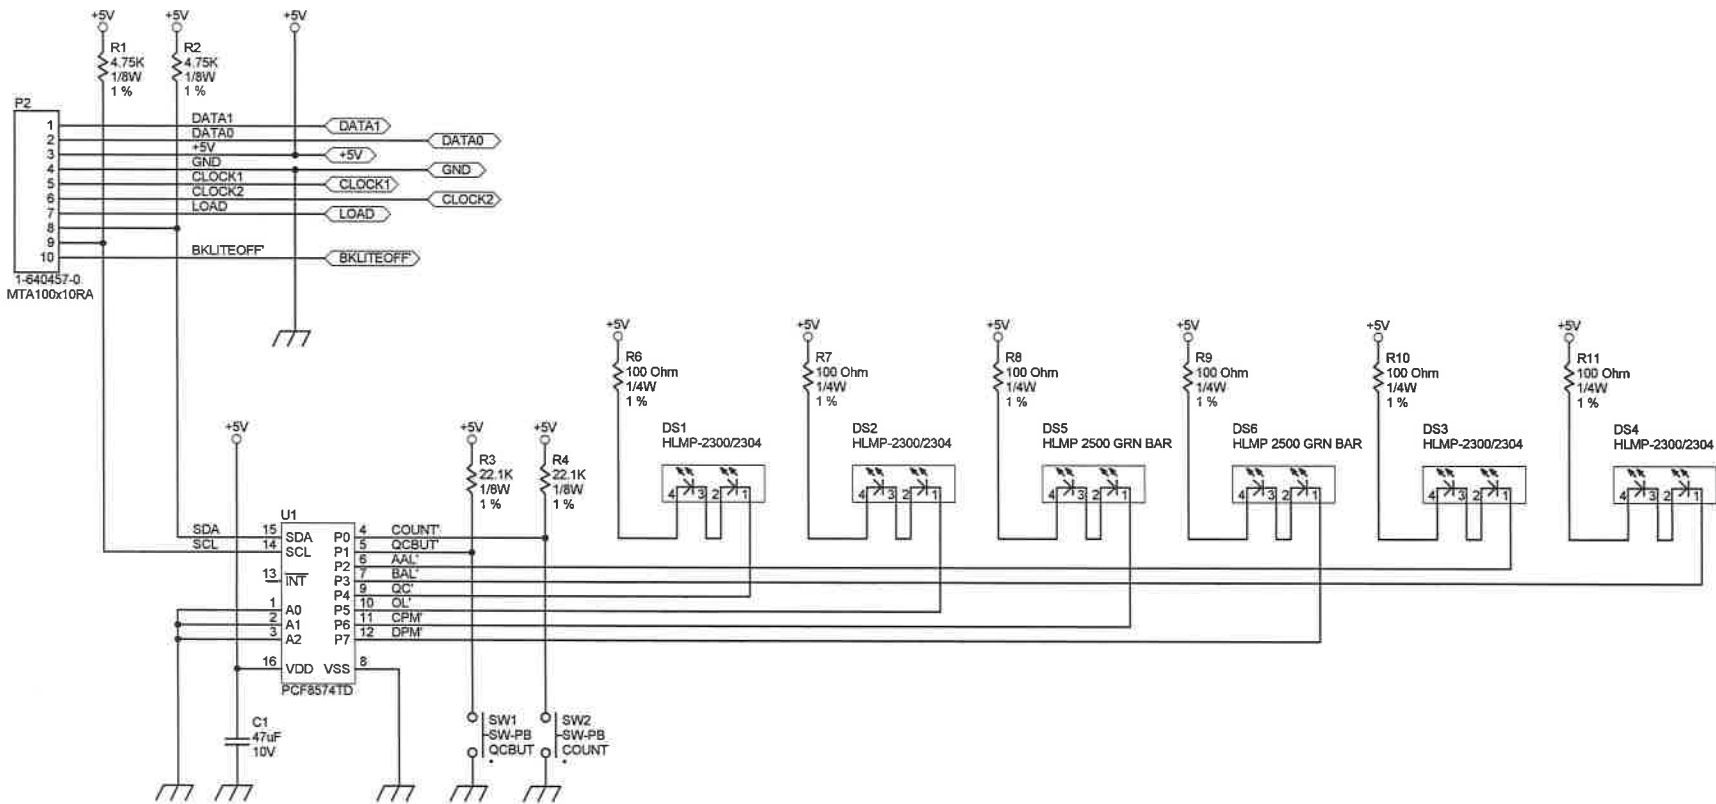 +5V
+5V
+5V
R1
4.75K
1/8W
1 %
R2
4.75K
1/8W
1 %
P2
1 DATA1 DATA1
2 DATA0 DATA0
3 +5V +5V
4 GND GND
5 CLOCK1 CLOCK1
6 CLOCK2 CLOCK2
7 LOAD LOAD
8
9
10 BKLITEOFF' BKLITEOFF'
1-640457-0
MTA100x10RA
+5V
R6
100 Ohm
1/4W
1 %
+5V
R7
100 Ohm
1/4W
1 %
+5V
R8
100 Ohm
1/4W
1 %
+5V
R9
100 Ohm
1/4W
1 %
+5V
R10
100 Ohm
1/4W
1 %
+5V
R11
100 Ohm
1/4W
1 %
DS1
HLMP-2300/2304
4 3 2 1
DS2
HLMP-2300/2304
4 3 2 1
DS5
HLMP 2500 GRN BAR
4 3 2 1
DS6
HLMP 2500 GRN BAR
4 3 2 1
DS3
HLMP-2300/2304
4 3 2 1
DS4
HLMP-2300/2304
4 3 2 1
+5V
+5V
+5V
R3
22.1K
1/8W
1 %
R4
22.1K
1/8W
1 %
U1
SDA 15 SDA P0 4 COUNT'
SCL 14 SCL P1 5 QCBUT'
P2 6 AAL'
13 INT P3 7 BAL'
P4 9 QC'
1 A0 P5 10 OL'
2 A1 P6 11 CPM'
3 A2 P7 12 DPM'
16 VDD VSS 8
PCF8574TD
C1
47uF
10V
SW1
SW-PB
QCBUT
SW2
SW-PB
COUNT